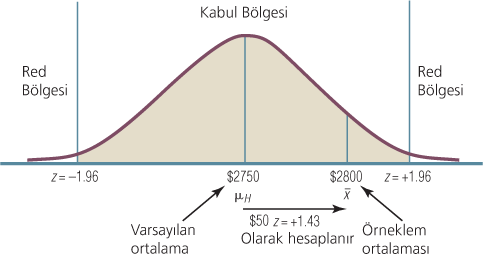 Kabul Bölgesi
Red
Bölgesi
Red
Bölgesi
z = –1.96
$2750
$2800
z = +1.96
μH
x̄
$50 z = +1.43
Olarak hesaplanır
Varsayılan
ortalama
Örneklem
ortalaması